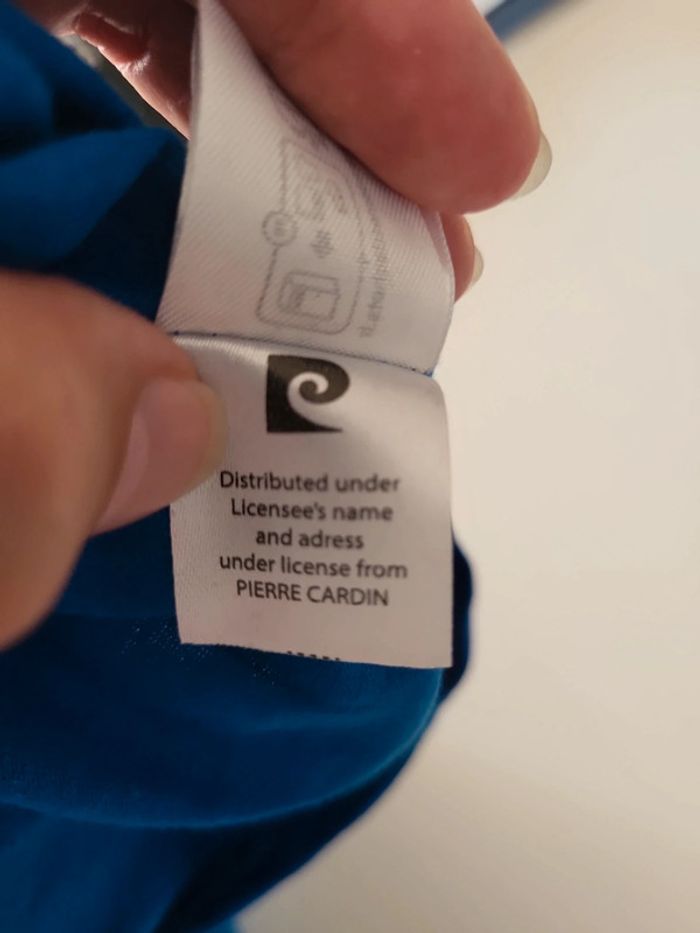 Distributed under
Licensee's name
and adress
under license from
PIERRE CARDIN